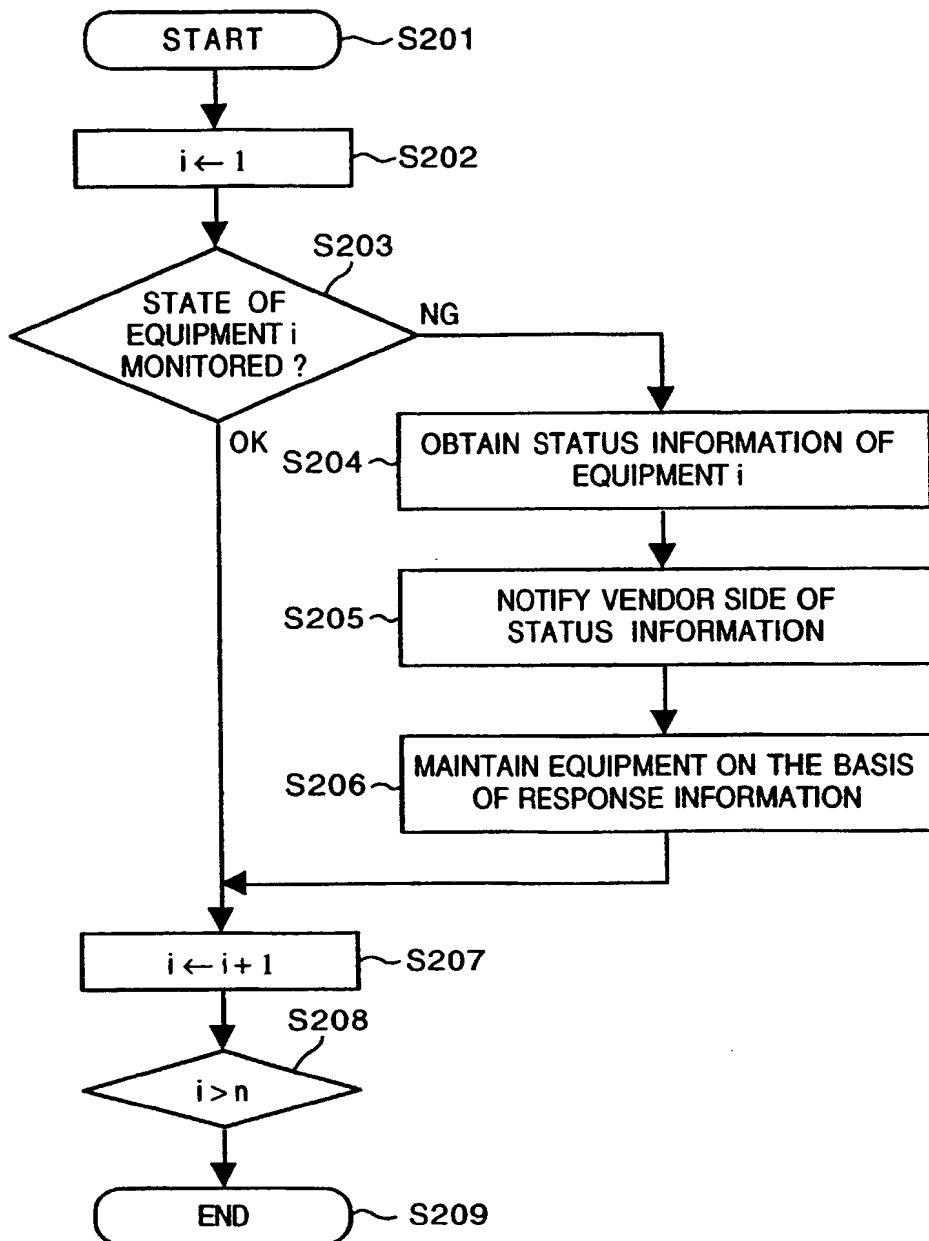 START
S201
i ← 1
S202
S203
STATE OF
EQUIPMENT i
MONITORED ?
NG
OK
S204
OBTAIN STATUS INFORMATION OF
EQUIPMENT i
S205
NOTIFY VENDOR SIDE OF
STATUS INFORMATION
S206
MAINTAIN EQUIPMENT ON THE BASIS
OF RESPONSE INFORMATION
i ← i + 1
S207
S208
i > n
END
S209